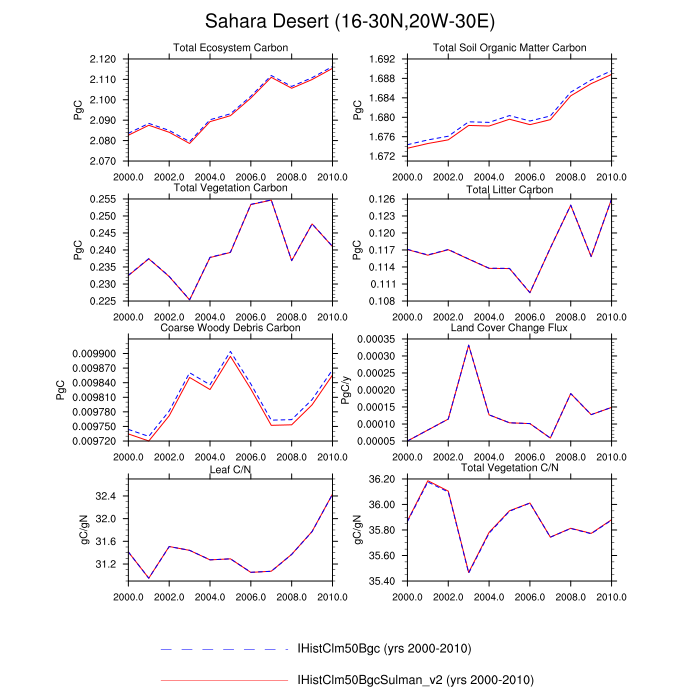 Sahara Desert (16-30N,20W-30E)
Total Ecosystem Carbon
PgC
2.120
2.110
2.100
2.090
2.080
2.070
2000.0 2002.0 2004.0 2006.0 2008.0 2010.0
Total Soil Organic Matter Carbon
PgC
1.692
1.688
1.684
1.680
1.676
1.672
2000.0 2002.0 2004.0 2006.0 2008.0 2010.0
Total Vegetation Carbon
PgC
0.255
0.250
0.245
0.240
0.235
0.230
0.225
2000.0 2002.0 2004.0 2006.0 2008.0 2010.0
Total Litter Carbon
PgC
0.126
0.123
0.120
0.117
0.114
0.111
0.108
2000.0 2002.0 2004.0 2006.0 2008.0 2010.0
Coarse Woody Debris Carbon
PgC
0.009900
0.009870
0.009840
0.009810
0.009780
0.009750
0.009720
2000.0 2002.0 2004.0 2006.0 2008.0 2010.0
Land Cover Change Flux
PgC/y
0.00035
0.00030
0.00025
0.00020
0.00015
0.00010
0.00005
2000.0 2002.0 2004.0 2006.0 2008.0 2010.0
Leaf C/N
gC/gN
32.4
32.0
31.6
31.2
2000.0 2002.0 2004.0 2006.0 2008.0 2010.0
Total Vegetation C/N
gC/gN
36.20
36.00
35.80
35.60
35.40
2000.0 2002.0 2004.0 2006.0 2008.0 2010.0
IHistClm50Bgc (yrs 2000-2010)
IHistClm50BgcSulman_v2 (yrs 2000-2010)